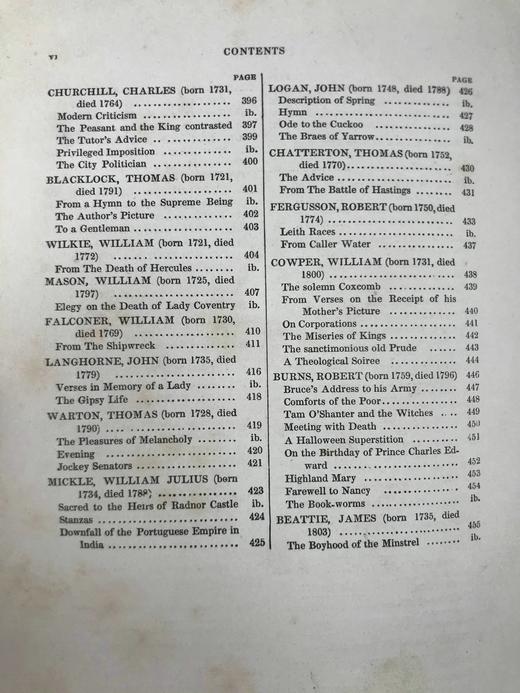 vi
CONTENTS
PAGE
CHURCHILL, CHARLES (born 1731,
died 1764) .................. 396
Modern Criticism .............. ib.
The Peasant and the King contrasted 397
The Tutor's Advice .. .......... 399
Privileged Imposition .......... ib.
The City Politician ............ 400
BLACKLOCK, THOMAS (born 1721,
died 1791) .................. 401
From a Hymn to the Supreme Being ib.
The Author's Picture .......... 402
To a Gentleman .............. 403
WILKIE, WILLIAM (born 1721, died
1772) ...................... 404
From The Death of Hercules ...... ib.
MASON, WILLIAM (born 1725, died
1797) ...................... 407
Elegy on the Death of Lady Coventry ib.
FALCONER, WILLIAM (born 1730,
died 1769) .................. 410
From The Shipwreck .......... 411
LANGHORNE, JOHN (born 1735, died
1779) ...................... 416
Verses in Memory of a Lady ...... ib.
The Gipsy Life .............. 418
WARTON, THOMAS (born 1728, died
1790) .... .................. 419
The Pleasures of Melancholy ...... ib.
Evening .................... 420
Jockey Senators .............. 421
MICKLE, WILLIAM JULIUS (born
1734, died 1788) .............. 423
Sacred to the Heirs of Radnor Castle ib.
Stanzas .................... 424
Downfall of the Portuguese Empire in
India ...................... 425
PAGE
LOGAN, JOHN (born 1748, died 1788) 426
Description of Spring .......... ib.
Hymn ...................... 427
Ode to the Cuckoo ............ 428
The Braes of Yarrow............ ib.
CHATTERTON, THOMAS (born 1752,
died 1770).................... 430
The Advice .................. ib.
From The Battle of Hastings ...... 431
FERGUSSON, ROBERT (born 1750, died
1774) ...................... 433
Leith Races .................. ib.
From Caller Water ............ 437
COWPER, WILLIAM (born 1731, died
1800) ...................... 438
The solemn Coxcomb .......... 439
From Verses on the Receipt of his
Mother's Picture ............ 440
On Corporations .............. 441
The Miseries of Kings .......... 442
The sanctimonious old Prude .... 443
A Theological Soiree .......... 444
BURNS, ROBERT (born 1759, died 1796) 446
Bruce's Address to his Army ...... 447
Comforts of the Poor............ 448
Tam O'Shanter and the Witches .... 449
Meeting with Death ............ 450
A Halloween Superstition ........ 451
On the Birthday of Prince Charles Ed-
ward ...................... 452
Highland Mary ................ 453
Farewell to Nancy ............ 454
The Book-worms .............. ib.
BEATTIE, JAMES (born 1735, died
1803) ...................... 455
The Boyhood of the Minstrel ...... ib.